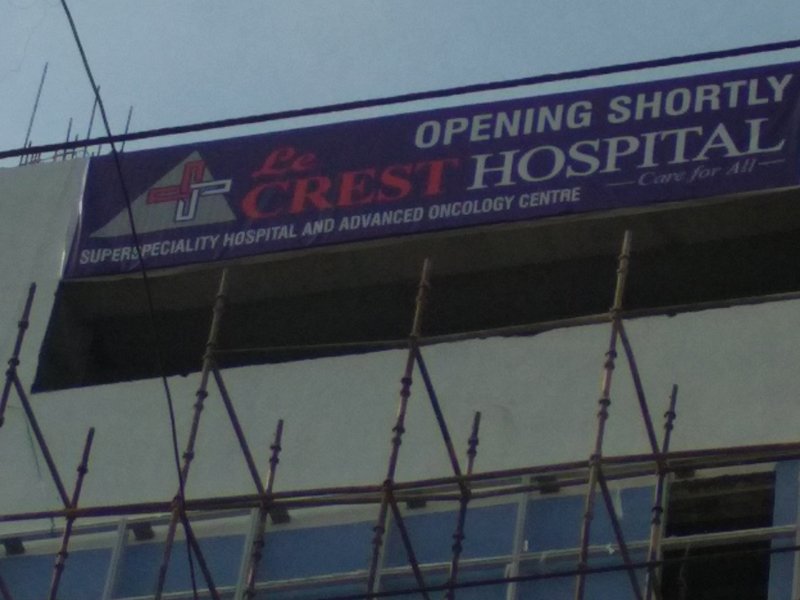 OPENING SHORTLY
Le
CREST HOSPITAL
Care for All
SUPERSPECIALITY HOSPITAL AND ADVANCED ONCOLOGY CENTRE